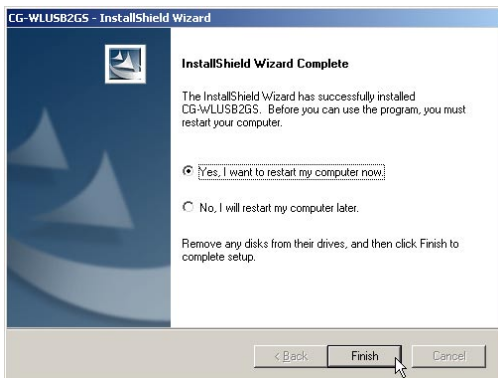 CG-WLUSB2GS - InstallShield Wizard
InstallShield Wizard Complete
The InstallShield Wizard has successfully installed
CG-WLUSB2GS. Before you can use the program, you must
restart your computer.
Yes, I want to restart my computer now.
No, I will restart my computer later.
Remove any disks from their drives, and then click Finish to
complete setup.
< Back Finish Cancel